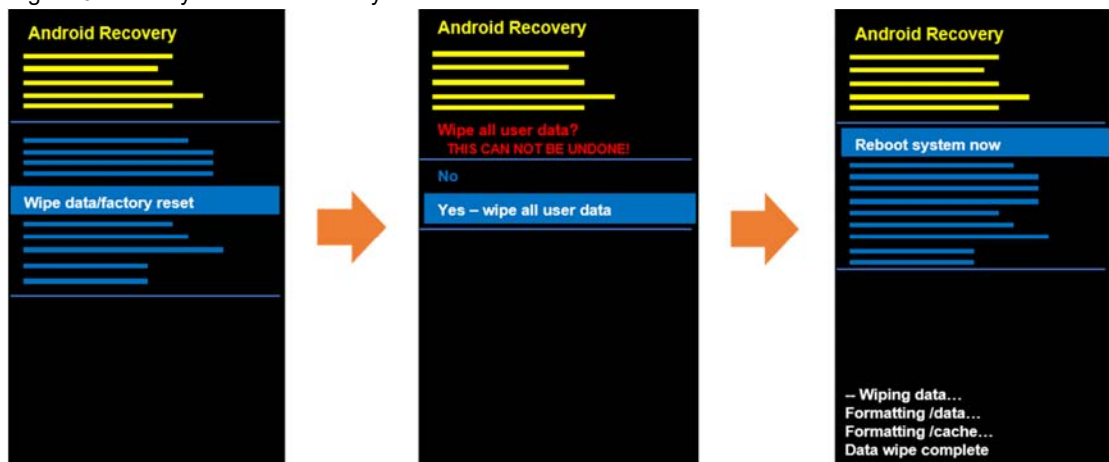 Android Recovery
Wipe data/factory reset
Android Recovery
Wipe all user data?
THIS CAN NOT BE UNDONE!
No
Yes – wipe all user data
Android Recovery
Reboot system now
-- Wiping data…
Formatting /data…
Formatting /cache…
Data wipe complete